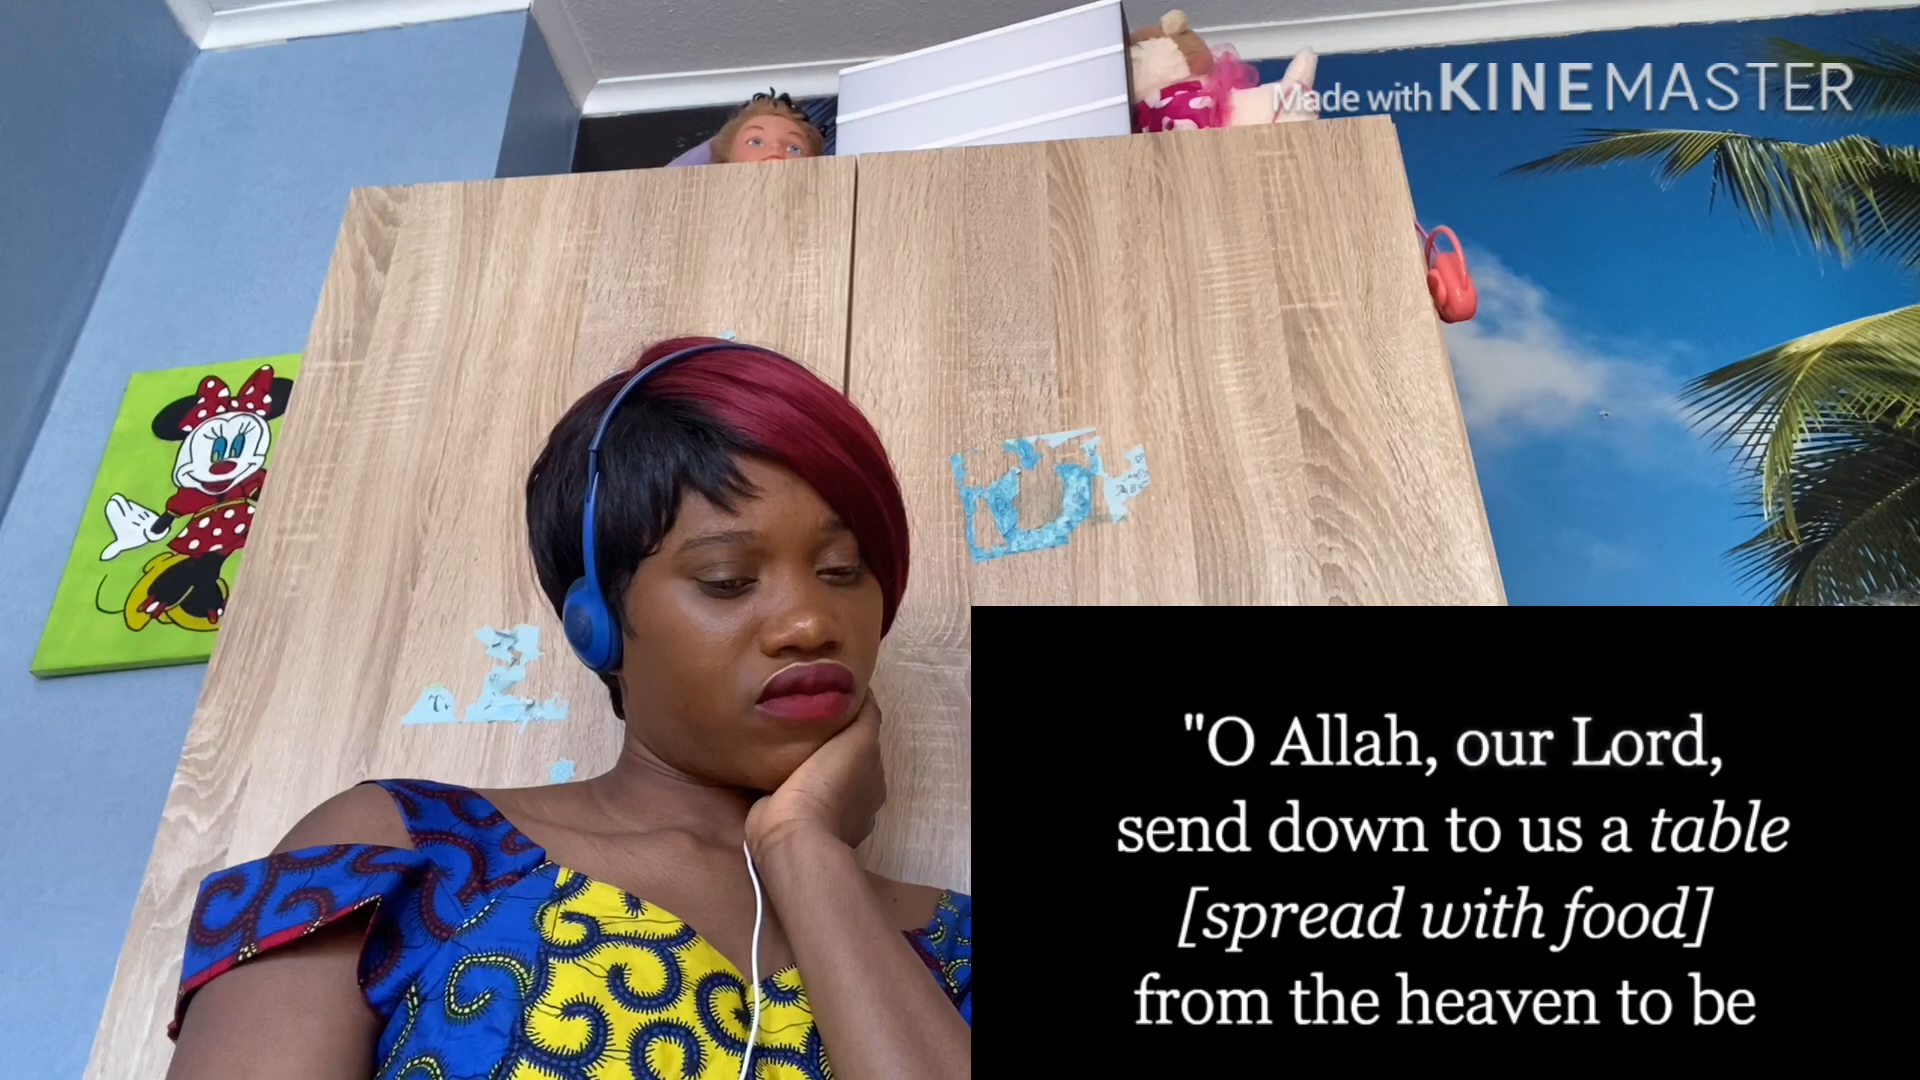 Made with KINEMASTER
"O Allah, our Lord,
send down to us a table
[spread with food]
from the heaven to be